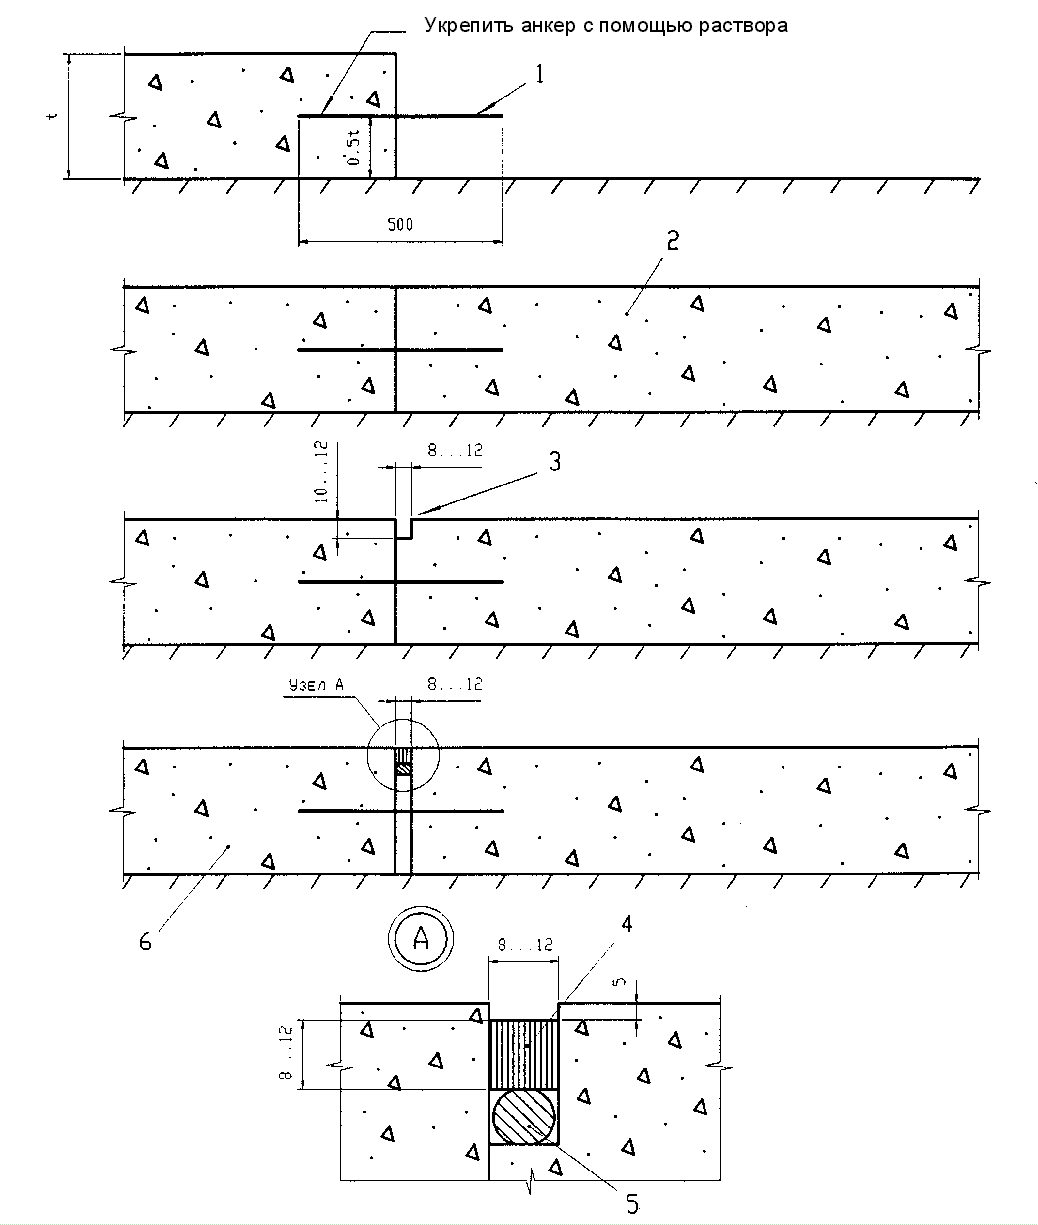 Укрепить анкер с помощью раствора
1
t
0.5t
500
2
10...12
8...12
3
Узел А
8...12
6
А
8...12
4
5
8...12
5